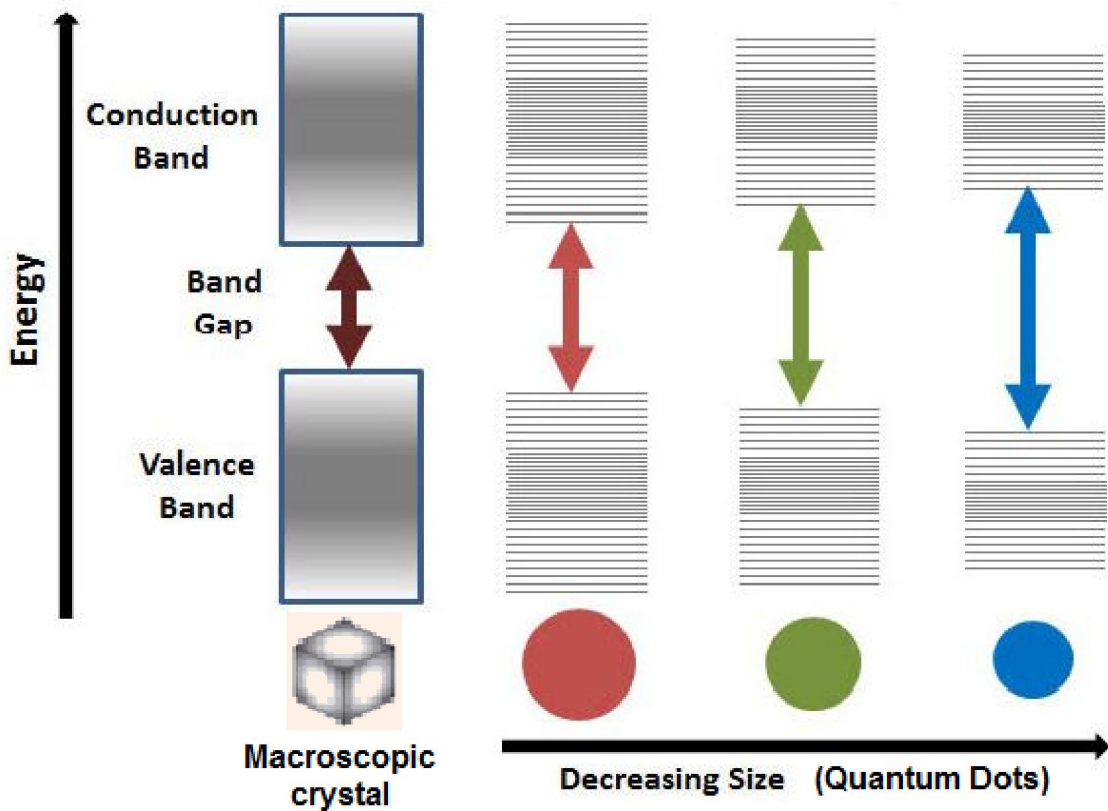 Energy
Conduction
Band
Band
Gap
Valence
Band
Macroscopic
crystal
Decreasing Size (Quantum Dots)